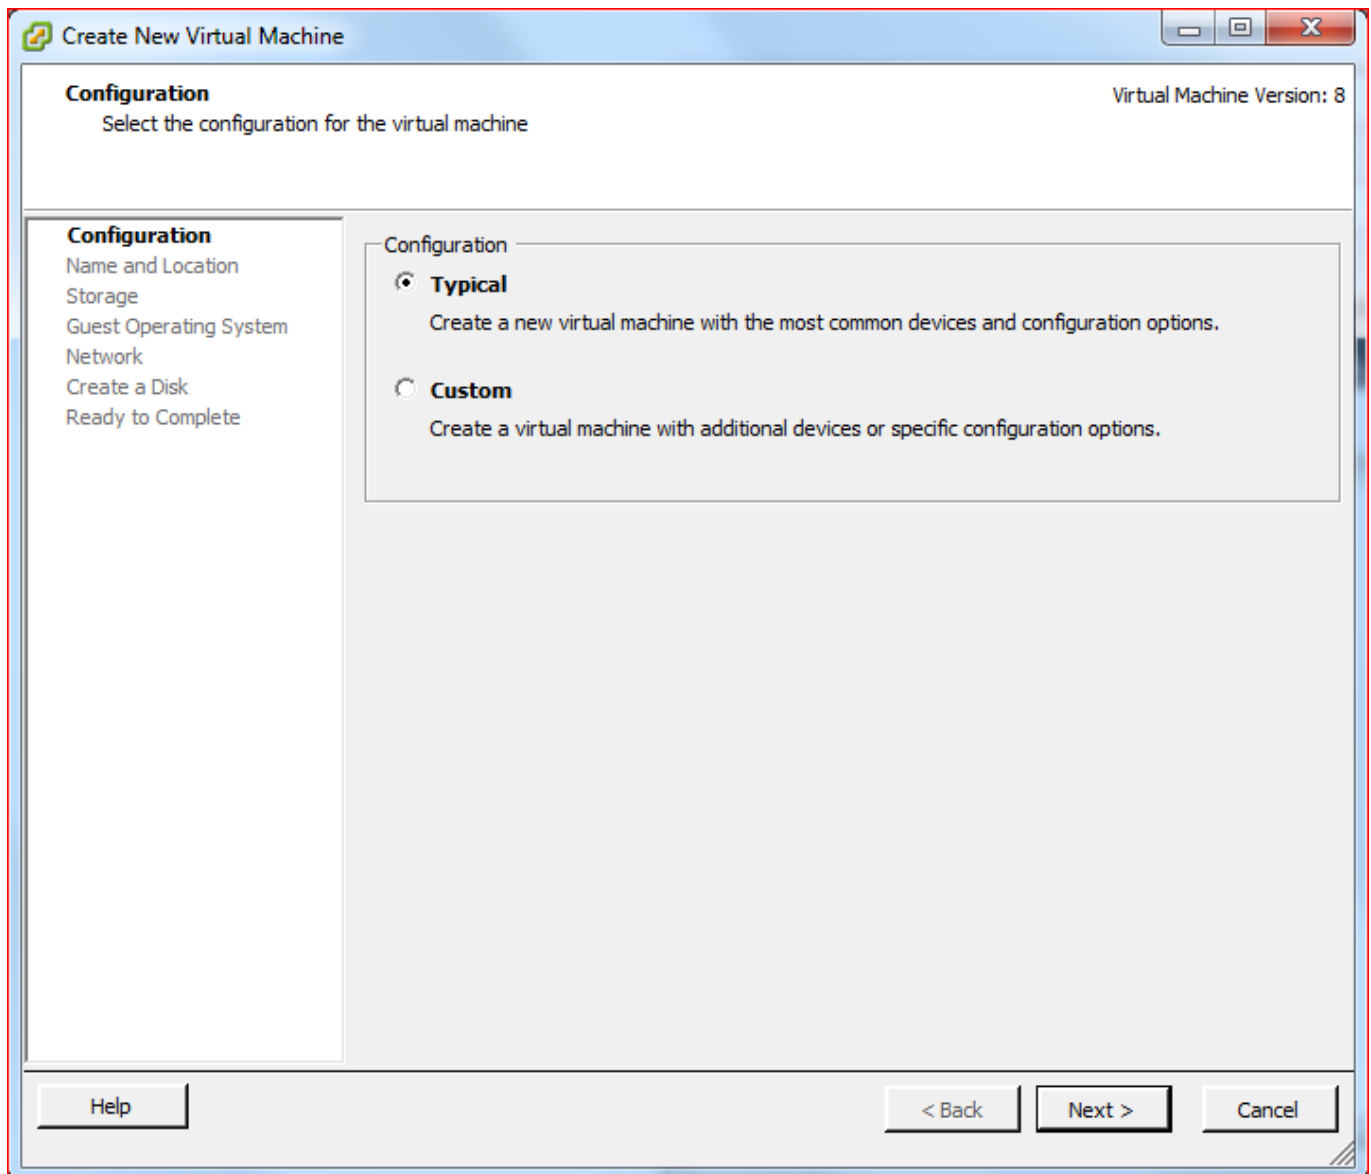 Create New Virtual Machine
Configuration
Virtual Machine Version: 8
Select the configuration for the virtual machine
Configuration
Name and Location
Storage
Guest Operating System
Network
Create a Disk
Ready to Complete
Configuration
Typical
Create a new virtual machine with the most common devices and configuration options.
Custom
Create a virtual machine with additional devices or specific configuration options.
Help
< Back
Next >
Cancel